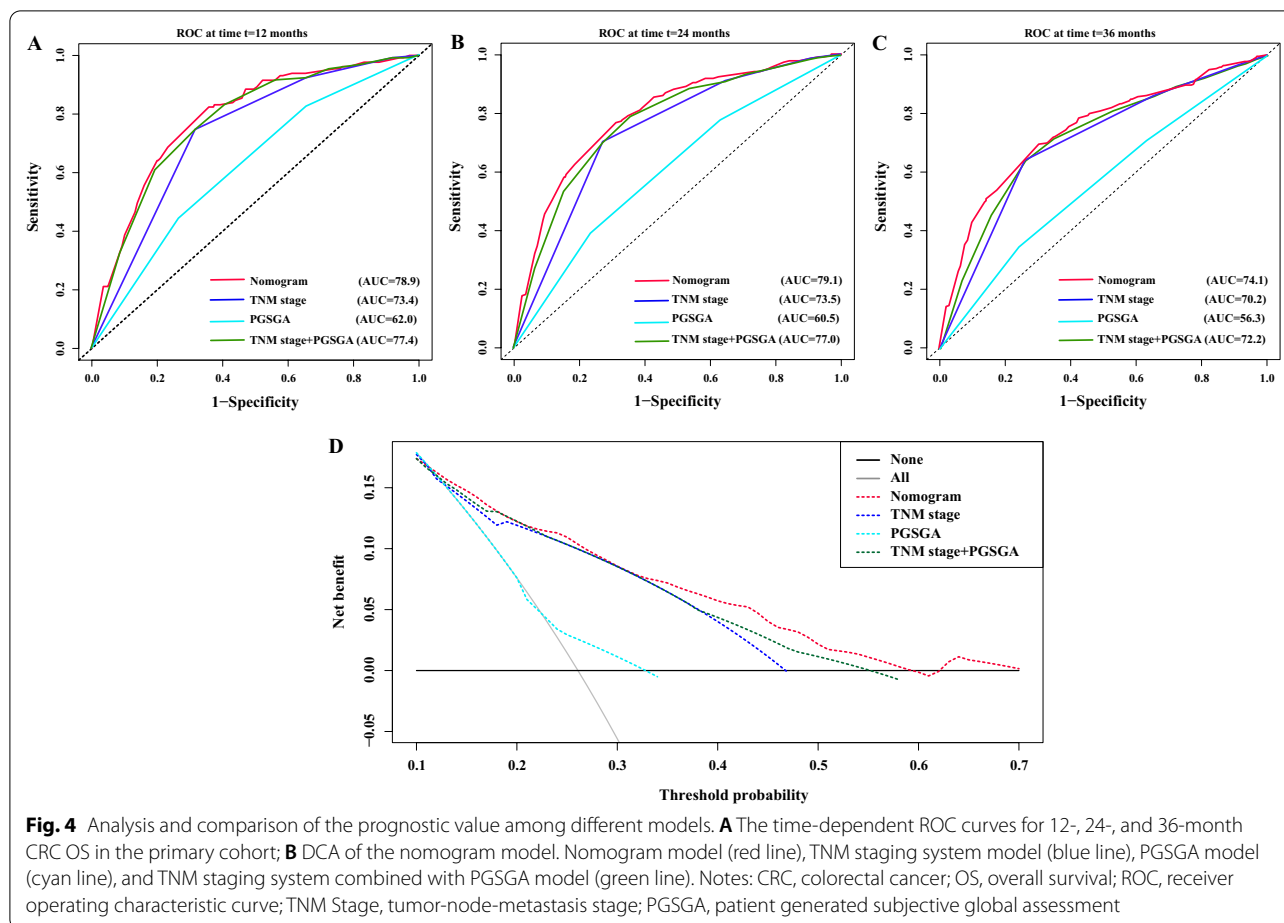 A
ROC at time t=12 months
Sensitivity
1.0
0.8
0.6
0.4
0.2
0.0
Nomogram (AUC=78.9)
TNM stage (AUC=73.4)
PGSGA (AUC=62.0)
TNM stage+PGSGA (AUC=77.4)
0.0 0.2 0.4 0.6 0.8 1.0
1−Specificity
B
ROC at time t=24 months
Sensitivity
1.0
0.8
0.6
0.4
0.2
0.0
Nomogram (AUC=79.1)
TNM stage (AUC=73.5)
PGSGA (AUC=60.5)
TNM stage+PGSGA (AUC=77.0)
0.0 0.2 0.4 0.6 0.8 1.0
1−Specificity
C
ROC at time t=36 months
Sensitivity
1.0
0.8
0.6
0.4
0.2
0.0
Nomogram (AUC=74.1)
TNM stage (AUC=70.2)
PGSGA (AUC=56.3)
TNM stage+PGSGA (AUC=72.2)
0.0 0.2 0.4 0.6 0.8 1.0
1−Specificity
D
Net benefit
0.15
0.10
0.05
0.00
−0.05
None
All
Nomogram
TNM stage
PGSGA
TNM stage+PGSGA
0.1 0.2 0.3 0.4 0.5 0.6 0.7
Threshold probability
Fig. 4 Analysis and comparison of the prognostic value among different models. A The time-dependent ROC curves for 12-, 24-, and 36-month
CRC OS in the primary cohort; B DCA of the nomogram model. Nomogram model (red line), TNM staging system model (blue line), PGSGA model
(cyan line), and TNM staging system combined with PGSGA model (green line). Notes: CRC, colorectal cancer; OS, overall survival; ROC, receiver
operating characteristic curve; TNM Stage, tumor-node-metastasis stage; PGSGA, patient generated subjective global assessment